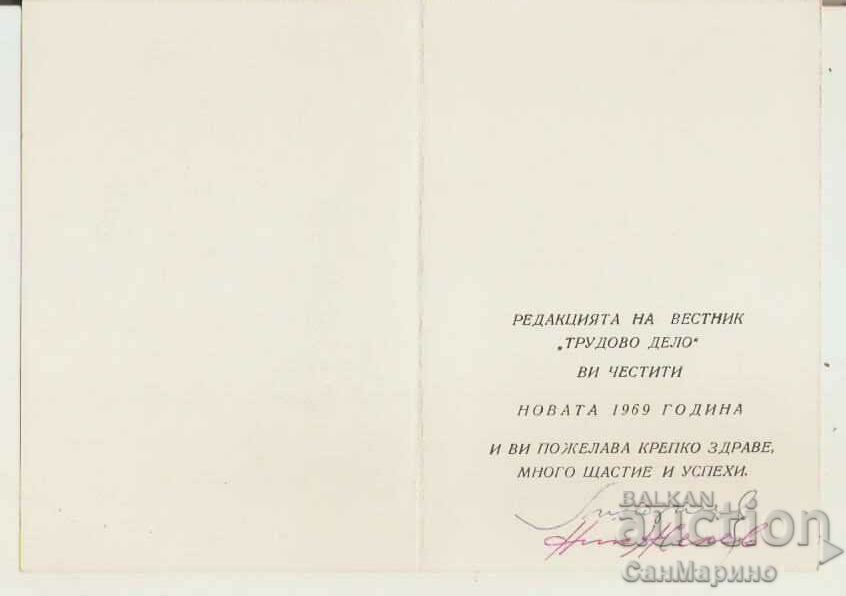 РЕДАКЦИЯТА НА ВЕСТНИК
„ТРУДОВО ДЕЛО“
ВИ ЧЕСТИТИ
НОВАТА 1969 ГОДИНА
И ВИ ПОЖЕЛАВА КРЕПКО ЗДРАВЕ,
МНОГО ЩАСТИЕ И УСПЕХИ.
BALKAN
auction
СанМарино